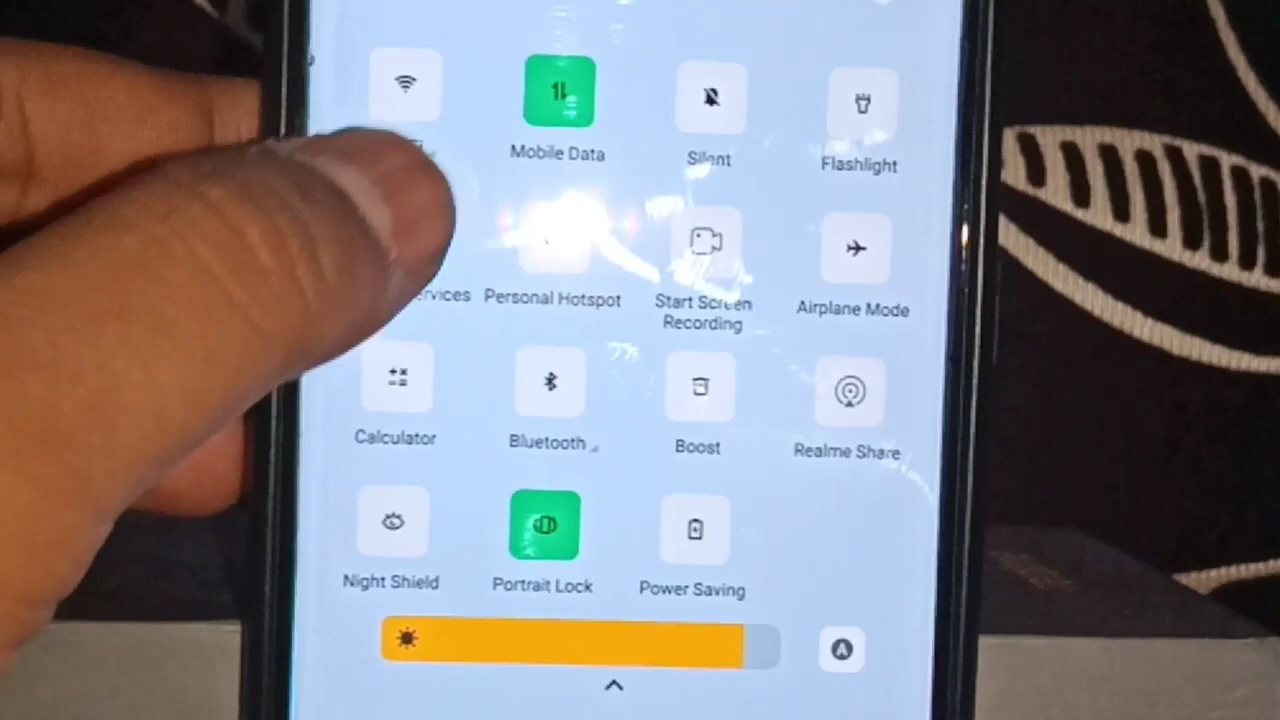 Mobile Data
Silent
Flashlight
Personal Hotspot
Start Screen
Recording
Airplane Mode
Calculator
Bluetooth
Boost
Realme Share
Night Shield
Portrait Lock
Power Saving
A